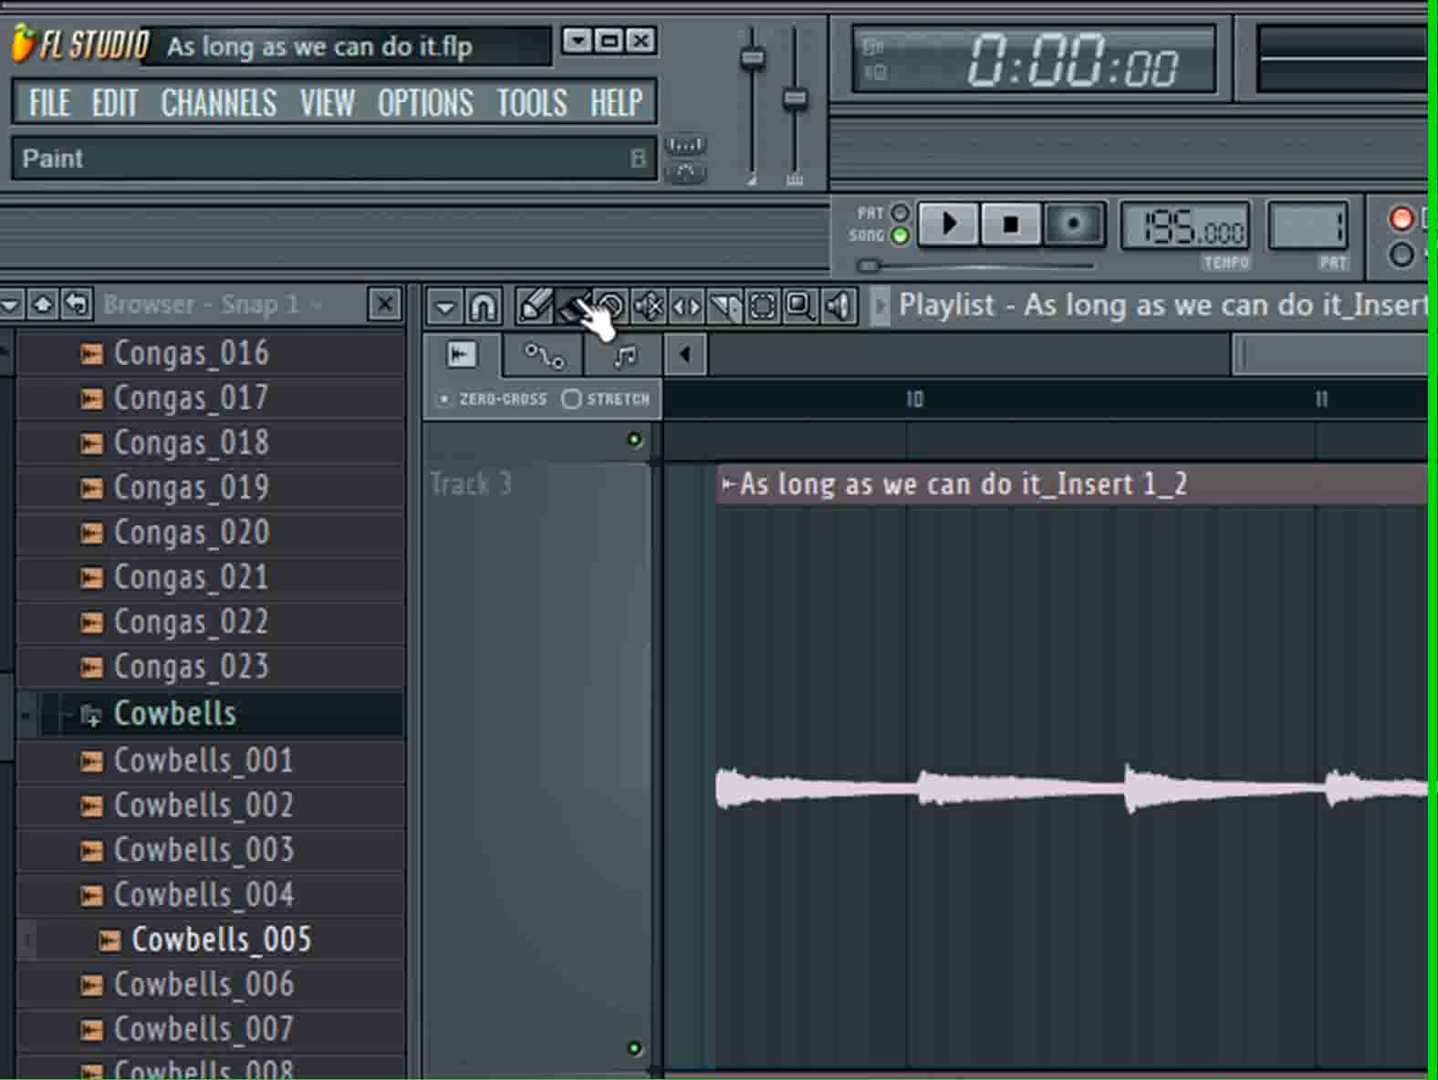 FL STUDIO As long as we can do it.flp
FILE EDIT CHANNELS VIEW OPTIONS TOOLS HELP
Paint B
0:00:00
PAT
SONG
195.000
1
TEMPO
PAT
Browser - Snap 1
Playlist - As long as we can do it_Insert
ZERO-CROSS STRETCH
10 11
Track 3
As long as we can do it_Insert 1_2
Congas_016
Congas_017
Congas_018
Congas_019
Congas_020
Congas_021
Congas_022
Congas_023
Cowbells
Cowbells_001
Cowbells_002
Cowbells_003
Cowbells_004
Cowbells_005
Cowbells_006
Cowbells_007
Cowbells_008